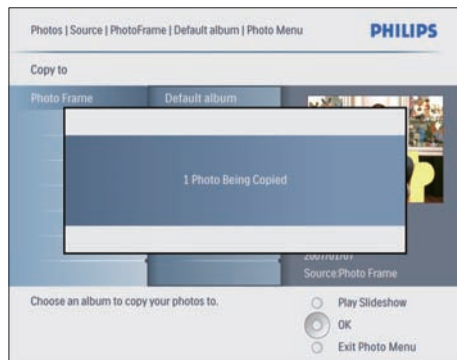 Photos | Source | PhotoFrame | Default album | Photo Menu
PHILIPS
Copy to
Photo Frame
Default album
1 Photo Being Copied
2007/01/07
Source:Photo Frame
Choose an album to copy your photos to.
Play Slideshow
OK
Exit Photo Menu